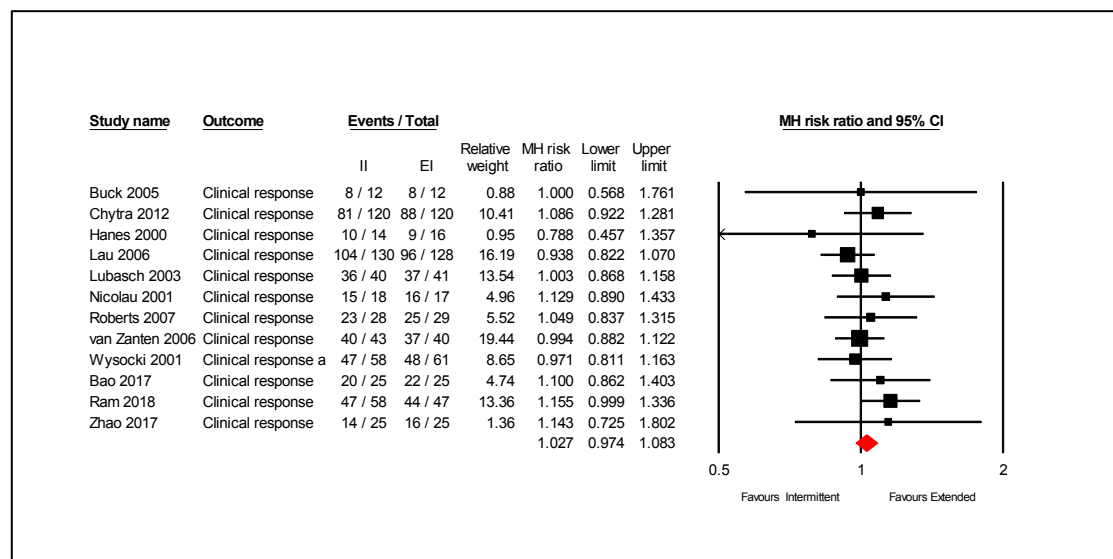 Study name Outcome Events / Total MH risk ratio and 95% CI
Relative MH risk Lower Upper
II EI weight ratio limit limit
Buck 2005 Clinical response 8 / 12 8 / 12 0.88 1.000 0.568 1.761
Chytra 2012 Clinical response 81 / 120 88 / 120 10.41 1.086 0.922 1.281
Hanes 2000 Clinical response 10 / 14 9 / 16 0.95 0.788 0.457 1.357
Lau 2006 Clinical response 104 / 130 96 / 128 16.19 0.938 0.822 1.070
Lubasch 2003 Clinical response 36 / 40 37 / 41 13.54 1.003 0.868 1.158
Nicolau 2001 Clinical response 15 / 18 16 / 17 4.96 1.129 0.890 1.433
Roberts 2007 Clinical response 23 / 28 25 / 29 5.52 1.049 0.837 1.315
van Zanten 2006 Clinical response 40 / 43 37 / 40 19.44 0.994 0.882 1.122
Wysocki 2001 Clinical response a 47 / 58 48 / 61 8.65 0.971 0.811 1.163
Bao 2017 Clinical response 20 / 25 22 / 25 4.74 1.100 0.862 1.403
Ram 2018 Clinical response 47 / 58 44 / 47 13.36 1.155 0.999 1.336
Zhao 2017 Clinical response 14 / 25 16 / 25 1.36 1.143 0.725 1.802
1.027 0.974 1.083
0.5 1 2
Favours Intermittent Favours Extended